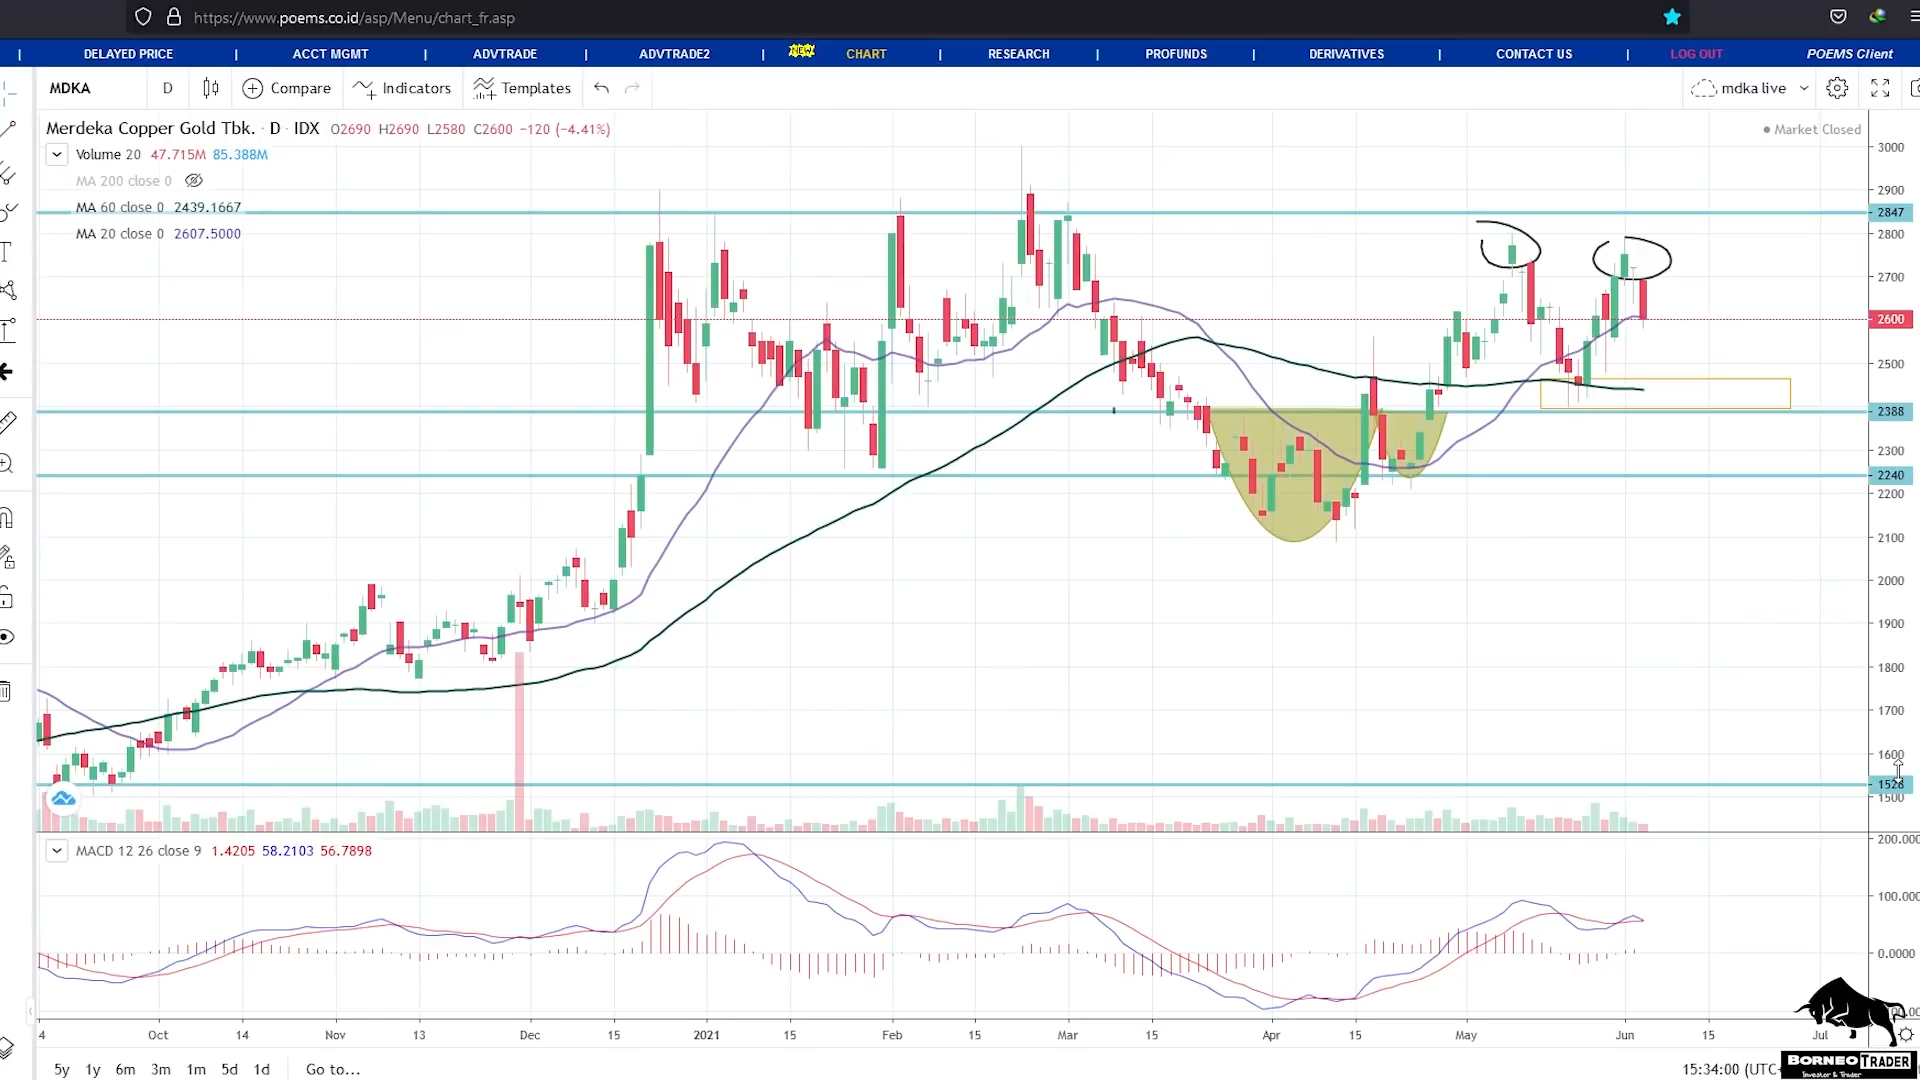 https://www.poems.co.id/asp/Menu/chart_fr.asp
| DELAYED PRICE | ACCT MGMT | ADVTRADE | ADVTRADE2 | NEW CHART | RESEARCH | PROFUNDS | DERIVATIVES | CONTACT US | LOG OUT POEMS Client
MDKA D Compare Indicators Templates mdka live
Merdeka Copper Gold Tbk. · D · IDX O2690 H2690 L2580 C2600 −120 (−4.41%) Market Closed
Volume 20 47.715M 85.388M
MA 200 close 0
MA 60 close 0 2439.1667
MA 20 close 0 2607.5000
3000
2900
2847
2800
2700
2600
2500
2400
2388
2300
2240
2200
2100
2000
1900
1800
1700
1600
1528
1500
MACD 12 26 close 9 1.4205 58.2103 56.7898
200.000
100.000
0.0000
4 Oct 14 Nov 13 Dec 15 2021 15 Feb 15 Mar 15 Apr 15 May Jun 15 Jul
5y 1y 6m 3m 1m 5d 1d Go to... 15:34:00 (UTC
BORNEO TRADER
Investor & Trader